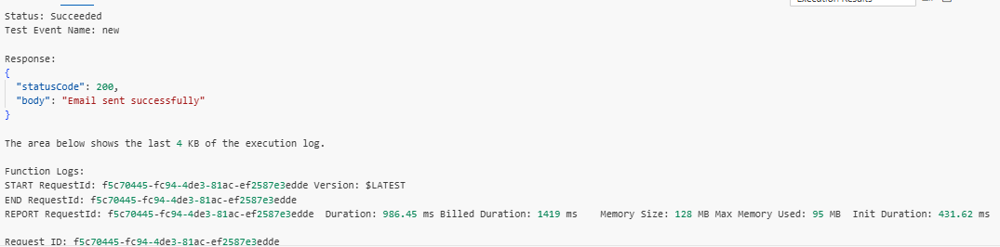 Execution Results
Status: Succeeded
Test Event Name: new
Response:
{
"statusCode": 200,
"body": "Email sent successfully"
}
The area below shows the last 4 KB of the execution log.
Function Logs:
START RequestId: f5c70445-fc94-4de3-81ac-ef2587e3edde Version: $LATEST
END RequestId: f5c70445-fc94-4de3-81ac-ef2587e3edde
REPORT RequestId: f5c70445-fc94-4de3-81ac-ef2587e3edde Duration: 986.45 ms Billed Duration: 1419 ms Memory Size: 128 MB Max Memory Used: 95 MB Init Duration: 431.62 ms
Request ID: f5c70445-fc94-4de3-81ac-ef2587e3edde